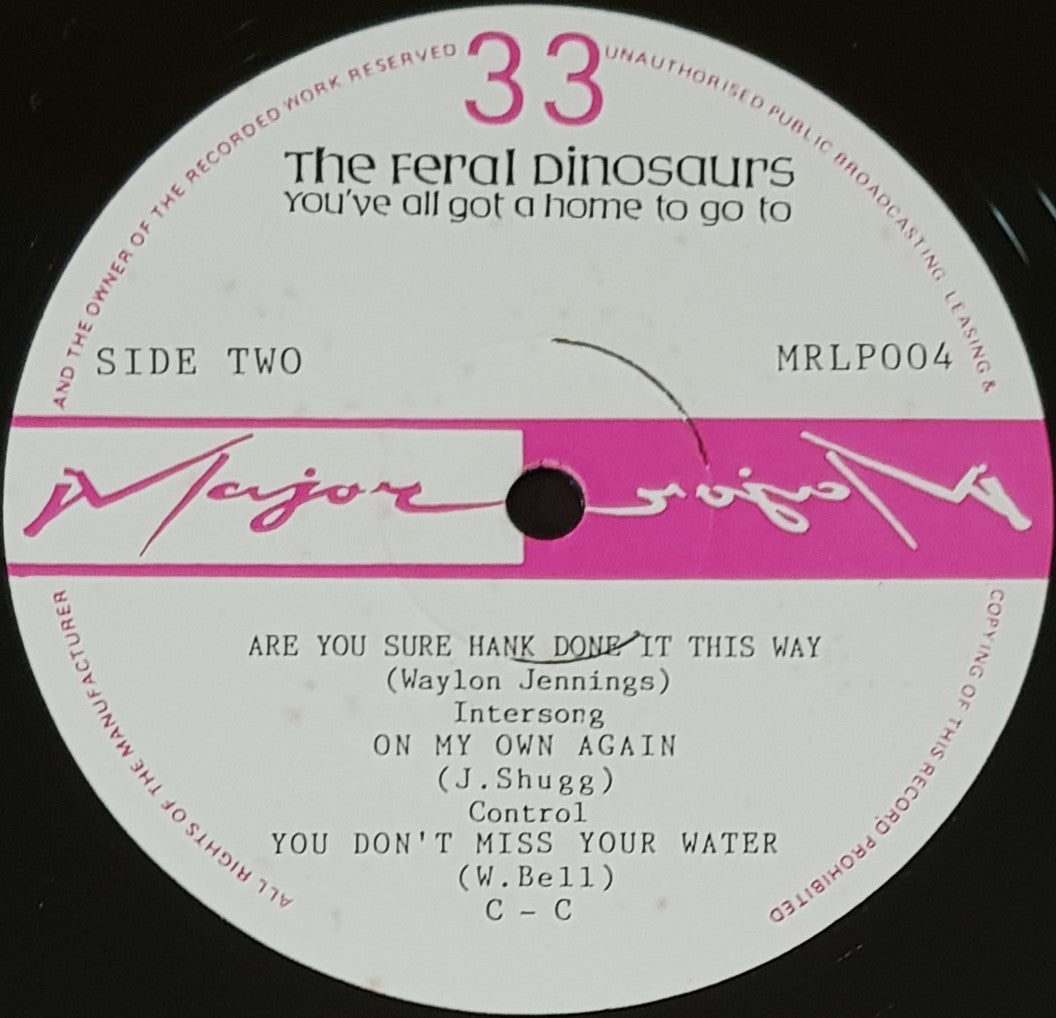 33
The Feral Dinosaurs
You've all got a home to go to
SIDE TWO
MRLP004
Major
Major
ARE YOU SURE HANK DONE IT THIS WAY
(Waylon Jennings)
Intersong
ON MY OWN AGAIN
(J.Shugg)
Control
YOU DON'T MISS YOUR WATER
(W.Bell)
C - C
ALL RIGHTS OF THE MANUFACTURER
AND THE OWNER OF THE RECORDED WORK RESERVED
UNAUTHORISED PUBLIC BROADCASTING, LEASING &
COPYING OF THIS RECORD PROHIBITED